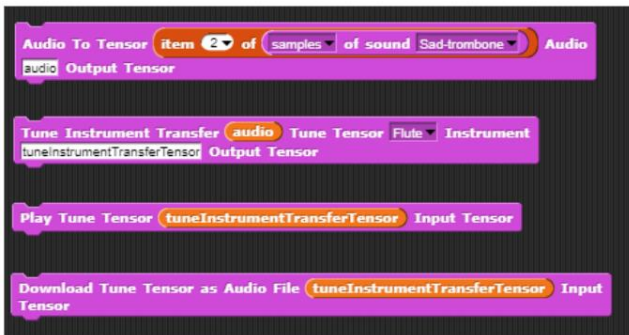 Audio To Tensor item 2 of samples of sound Sad-trombone Audio
audio Output Tensor
Tune Instrument Transfer audio Tune Tensor Flute Instrument
tuneInstrumentTransferTensor Output Tensor
Play Tune Tensor tuneInstrumentTransferTensor Input Tensor
Download Tune Tensor as Audio File tuneInstrumentTransferTensor Input
Tensor